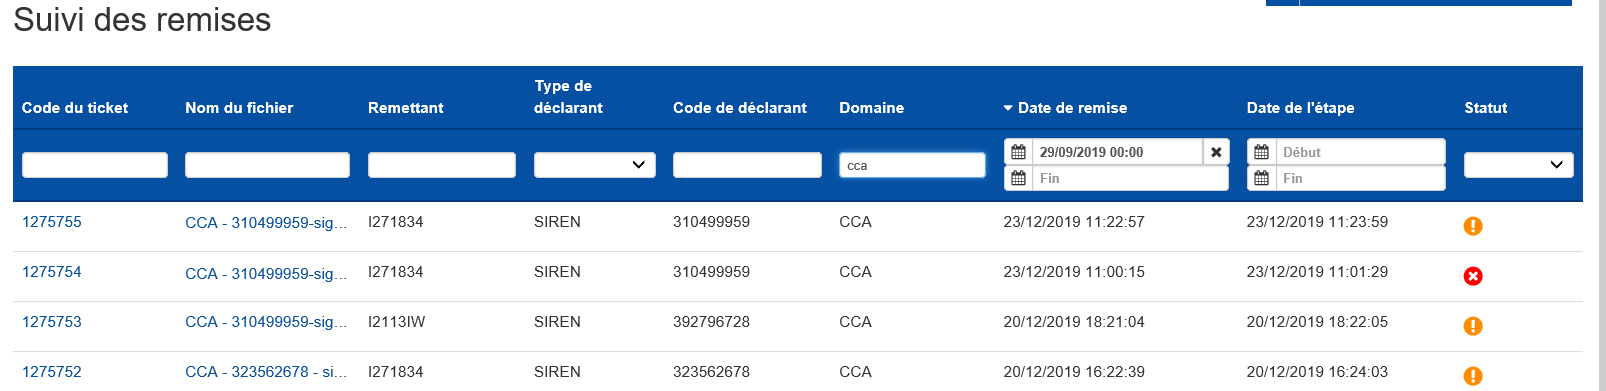 Suivi des remises
Type de
Code du ticket Nom du fichier Remettant déclarant Code de déclarant Domaine Date de remise Date de l'étape Statut
29/09/2019 00:00 Début
cca
Fin Fin
1275755 CCA - 310499959-sig... I271834 SIREN 310499959 CCA 23/12/2019 11:22:57 23/12/2019 11:23:59
1275754 CCA - 310499959-sig... I271834 SIREN 310499959 CCA 23/12/2019 11:00:15 23/12/2019 11:01:29
1275753 CCA - 310499959-sig... I2113IW SIREN 392796728 CCA 20/12/2019 18:21:04 20/12/2019 18:22:05
1275752 CCA - 323562678 - si... I271834 SIREN 323562678 CCA 20/12/2019 16:22:39 20/12/2019 16:24:03